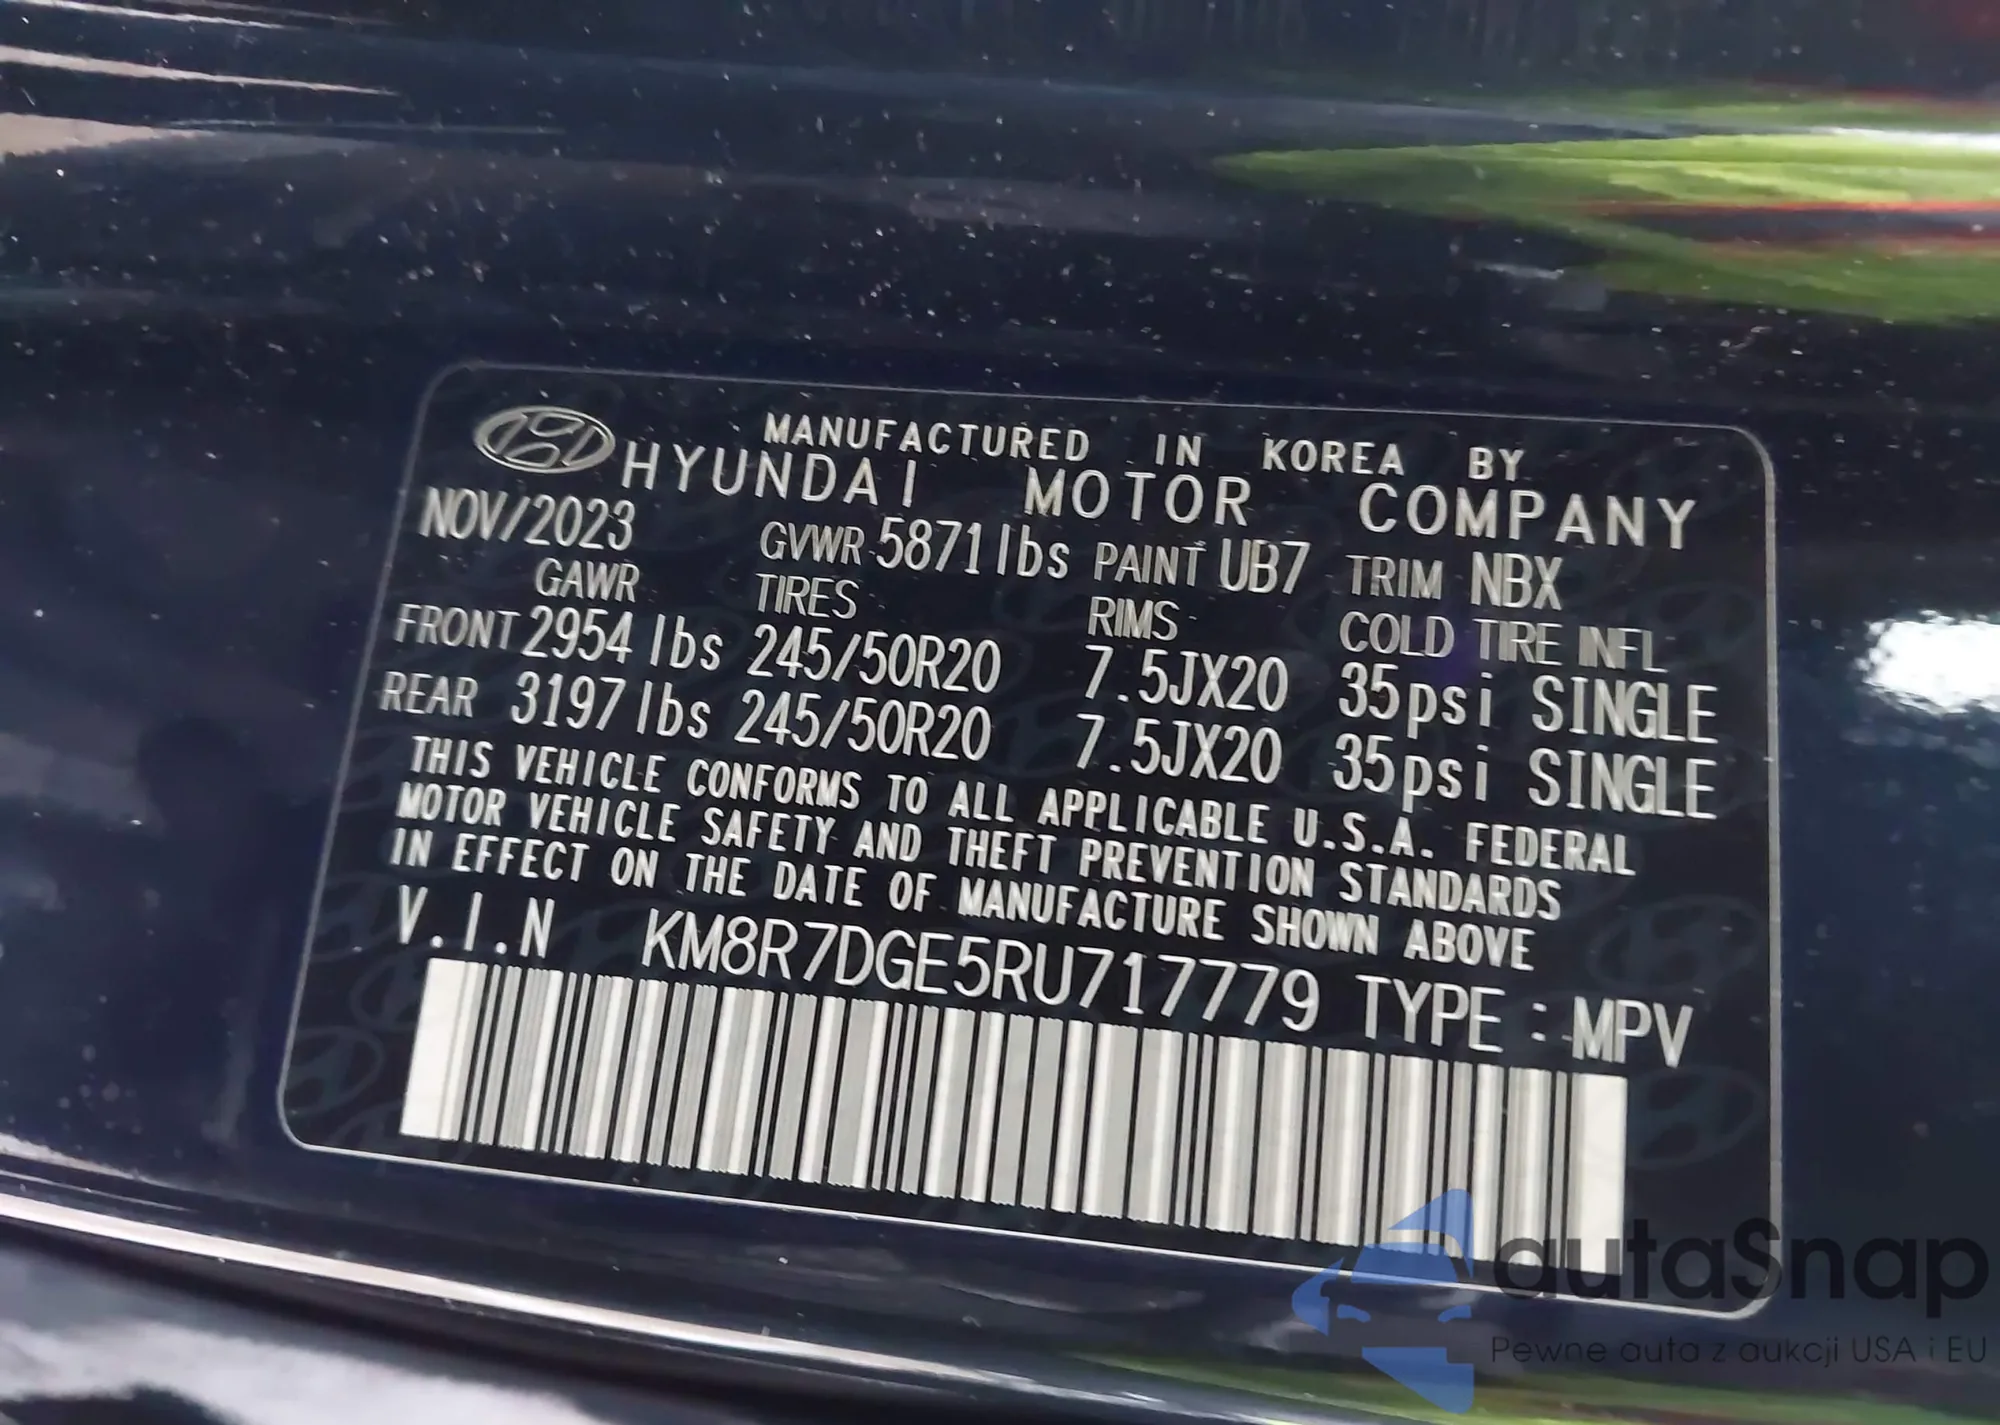 MANUFACTURED IN KOREA BY
HYUNDAI MOTOR COMPANY
NOV/2023 GVWR 5871lbs PAINT UB7 TRIM NBX
GAWR TIRES RIMS COLD TIRE INFL
FRONT 2954 lbs 245/50R20 7.5JX20 35psi SINGLE
REAR 3197 lbs 245/50R20 7.5JX20 35psi SINGLE
THIS VEHICLE CONFORMS TO ALL APPLICABLE U.S.A. FEDERAL
MOTOR VEHICLE SAFETY AND THEFT PREVENTION STANDARDS
IN EFFECT ON THE DATE OF MANUFACTURE SHOWN ABOVE
V.I.N KM8R7DGE5RU717779 TYPE : MPV
autaSnap
Pewne auta z aukcji USA i EU